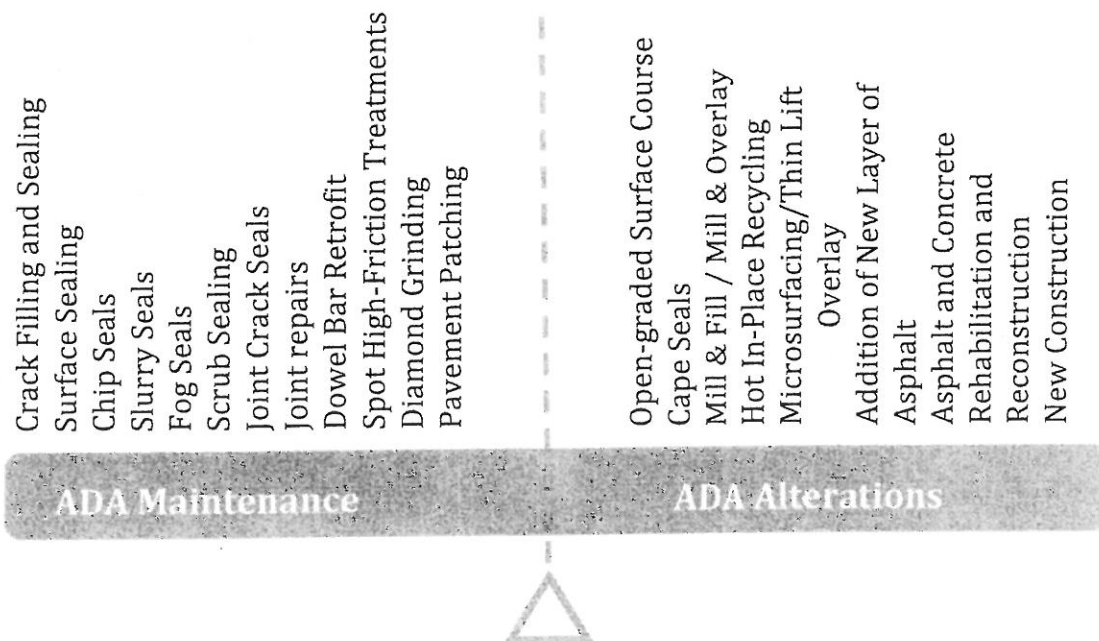 Crack Filling and Sealing
Surface Sealing
Chip Seals
Slurry Seals
Fog Seals
Scrub Sealing
Joint Crack Seals
Joint repairs
Dowel Bar Retrofit
Spot High-Friction Treatments
Diamond Grinding
Pavement Patching
ADA Maintenance
Open-graded Surface Course
Cape Seals
Mill & Fill / Mill & Overlay
Hot In-Place Recycling
Microsurfacing/Thin Lift
Overlay
Addition of New Layer of
Asphalt
Asphalt and Concrete
Rehabilitation and
Reconstruction
New Construction
ADA Alterations